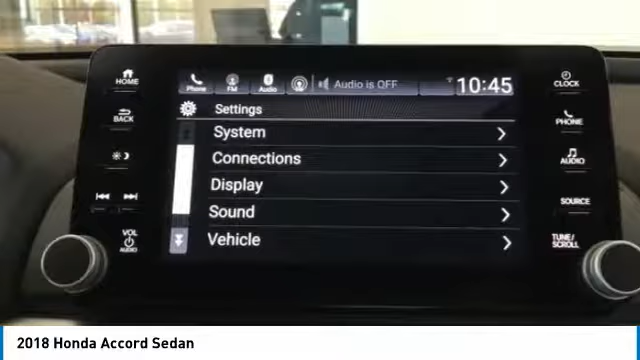 HOME
BACK
VOL
AUDIO
Phone
FM
Audio
Audio is OFF
10:45
Settings
System
Connections
Display
Sound
Vehicle
CLOCK
PHONE
AUDIO
SOURCE
TUNE/
SCROLL
2018 Honda Accord Sedan